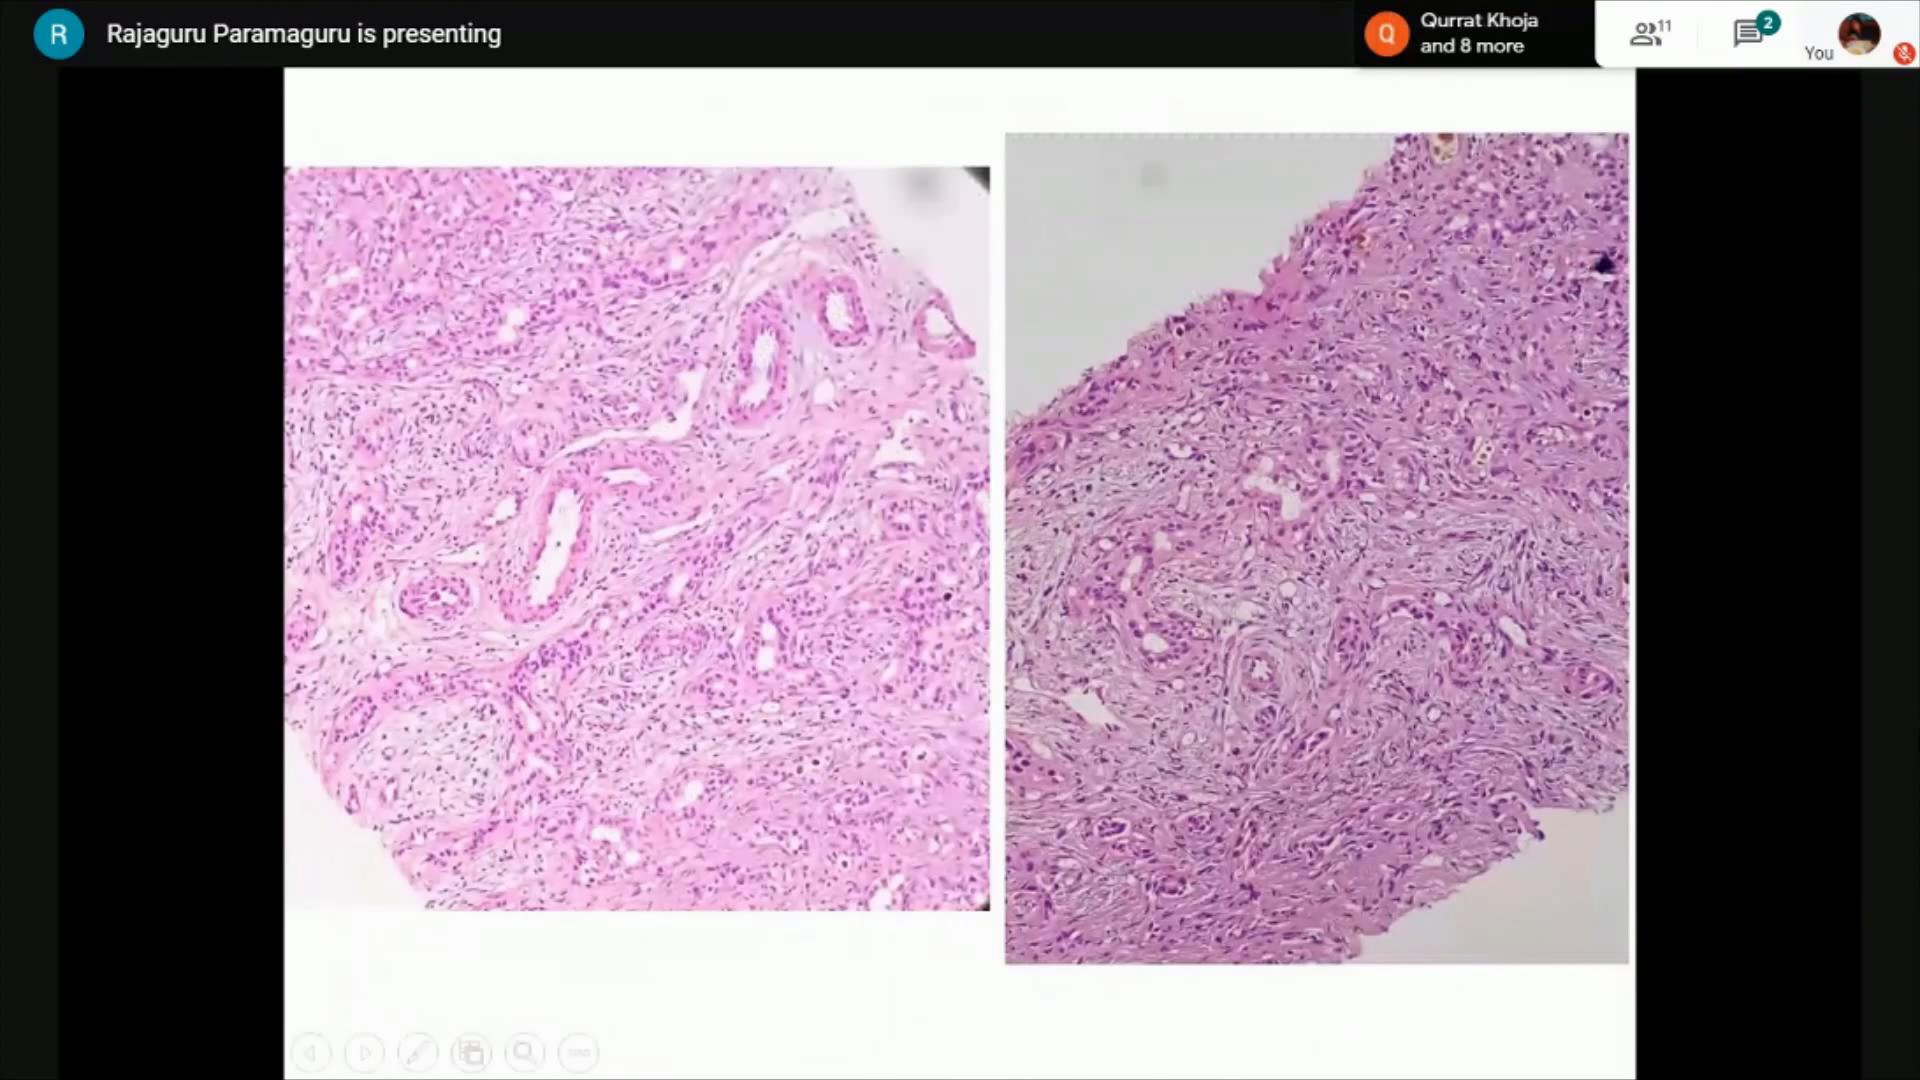 R
Rajaguru Paramaguru is presenting
Q
Qurrat Khoja
and 8 more
11
2
You